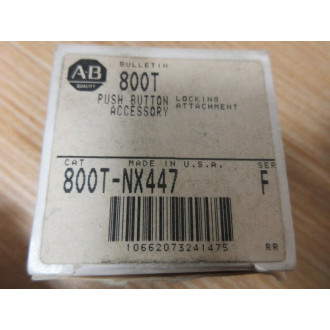 AB
QUALITY
BULLETIN
800T
PUSH BUTTON LOCKING
ACCESSORY ATTACHMENT
CAT MADE IN U.S.A. SER
800T-NX447 F
10662073241475 RR